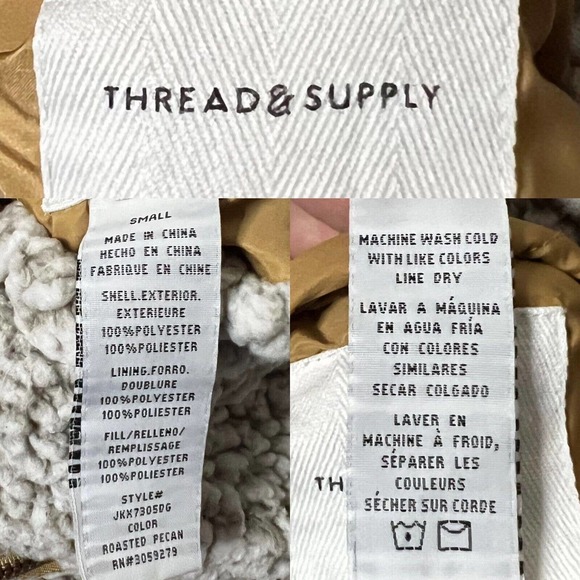 THREAD & SUPPLY
SMALL
MADE IN CHINA
HECHO EN CHINA
FABRIQUE EN CHINE
SHELL.EXTERIOR.
EXTERIEURE
100%POLYESTER
100%POLIESTER
LINING.FORRO.
DOUBLURE
100%POLYESTER
100%POLIESTER
FILL/RELLENO/
REMPLISSAGE
100%POLYESTER
100%POLIESTER
STYLE#
JKX7305DG
COLOR
ROASTED PECAN
RN#3059279
MACHINE WASH COLD
WITH LIKE COLORS
LINE DRY
LAVAR A MÁQUINA
EN AGUA FRÍA
CON COLORES
SIMILARES
SECAR COLGADO
LAVER EN
MACHINE À FROID,
SÉPARER LES
COULEURS
SÉCHER SUR CORDE
TH